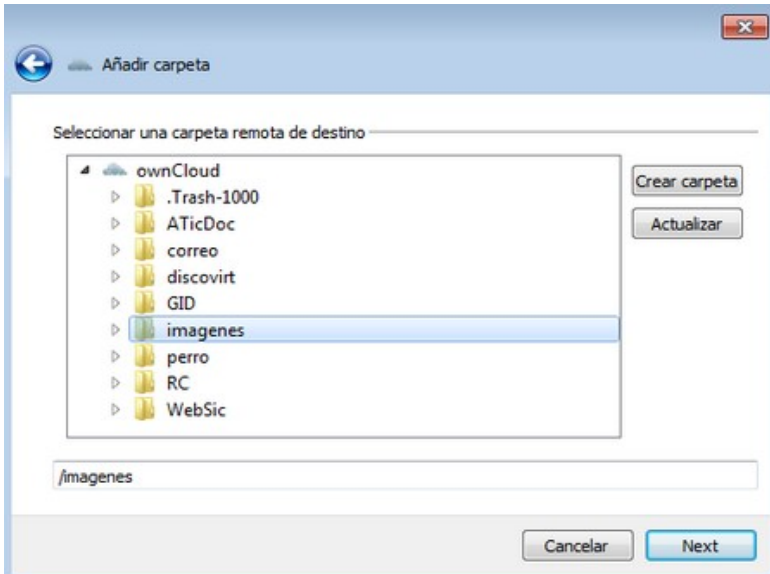 Añadir carpeta
Seleccionar una carpeta remota de destino
ownCloud
.Trash-1000
Crear carpeta
ATicDoc
Actualizar
correo
discovirt
GID
imagenes
perro
RC
WebSic
/imagenes
Cancelar
Next